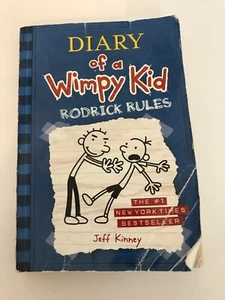 DIARY
of a
Wimpy Kid
RODRICK RULES
THE #1
NEW YORK TIMES
BESTSELLER
Jeff Kinney